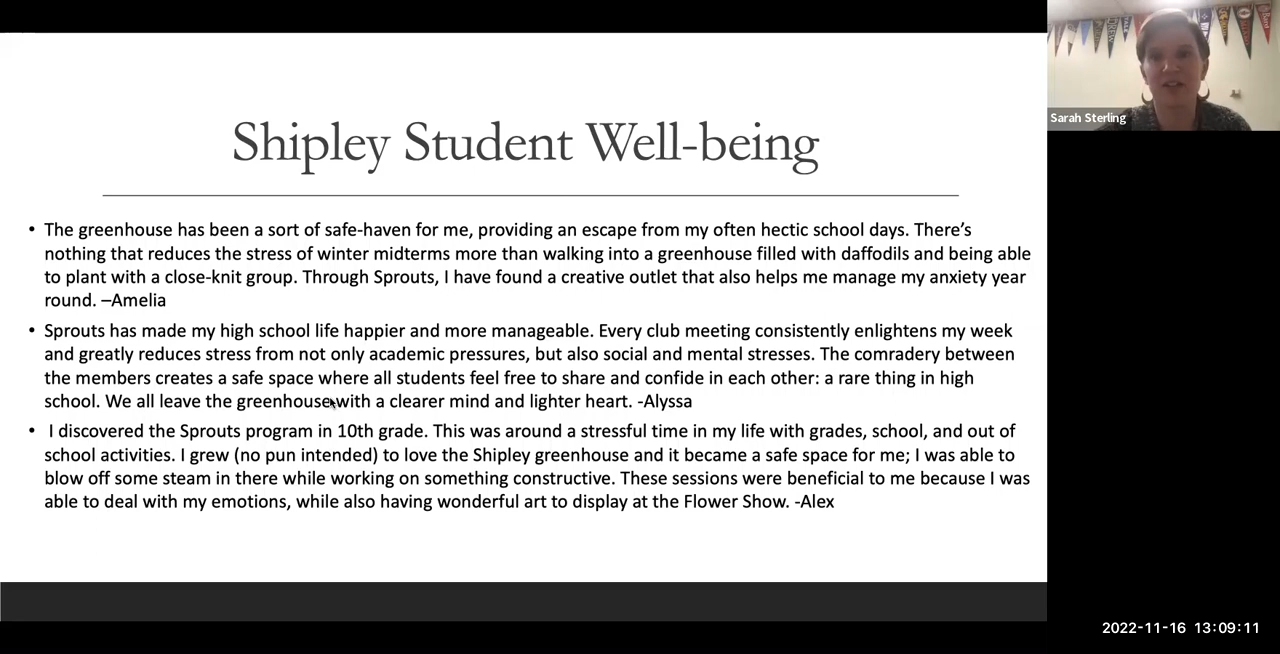 Shipley Student Well-being
• The greenhouse has been a sort of safe-haven for me, providing an escape from my often hectic school days. There’s
nothing that reduces the stress of winter midterms more than walking into a greenhouse filled with daffodils and being able
to plant with a close-knit group. Through Sprouts, I have found a creative outlet that also helps me manage my anxiety year
round. –Amelia
• Sprouts has made my high school life happier and more manageable. Every club meeting consistently enlightens my week
and greatly reduces stress from not only academic pressures, but also social and mental stresses. The comradery between
the members creates a safe space where all students feel free to share and confide in each other: a rare thing in high
school. We all leave the greenhouse with a clearer mind and lighter heart. -Alyssa
• I discovered the Sprouts program in 10th grade. This was around a stressful time in my life with grades, school, and out of
school activities. I grew (no pun intended) to love the Shipley greenhouse and it became a safe space for me; I was able to
blow off some steam in there while working on something constructive. These sessions were beneficial to me because I was
able to deal with my emotions, while also having wonderful art to display at the Flower Show. -Alex
Sarah Sterling
2022-11-16 13:09:11